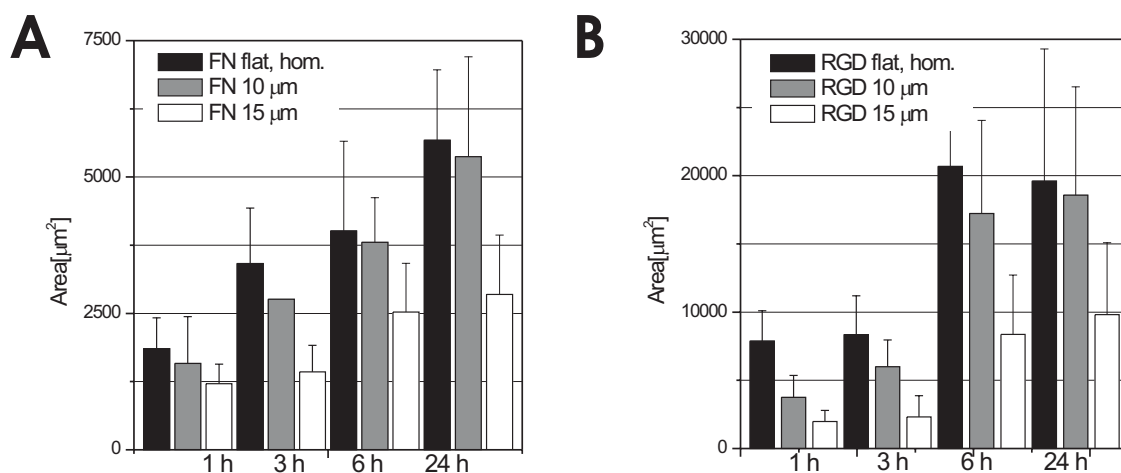 A
7500
5000
2500
0
Area[μm²]
FN flat, hom.
FN 10 μm
FN 15 μm
1 h 3 h 6 h 24 h
B
30000
20000
10000
0
Area[μm²]
RGD flat, hom.
RGD 10 μm
RGD 15 μm
1 h 3 h 6 h 24 h